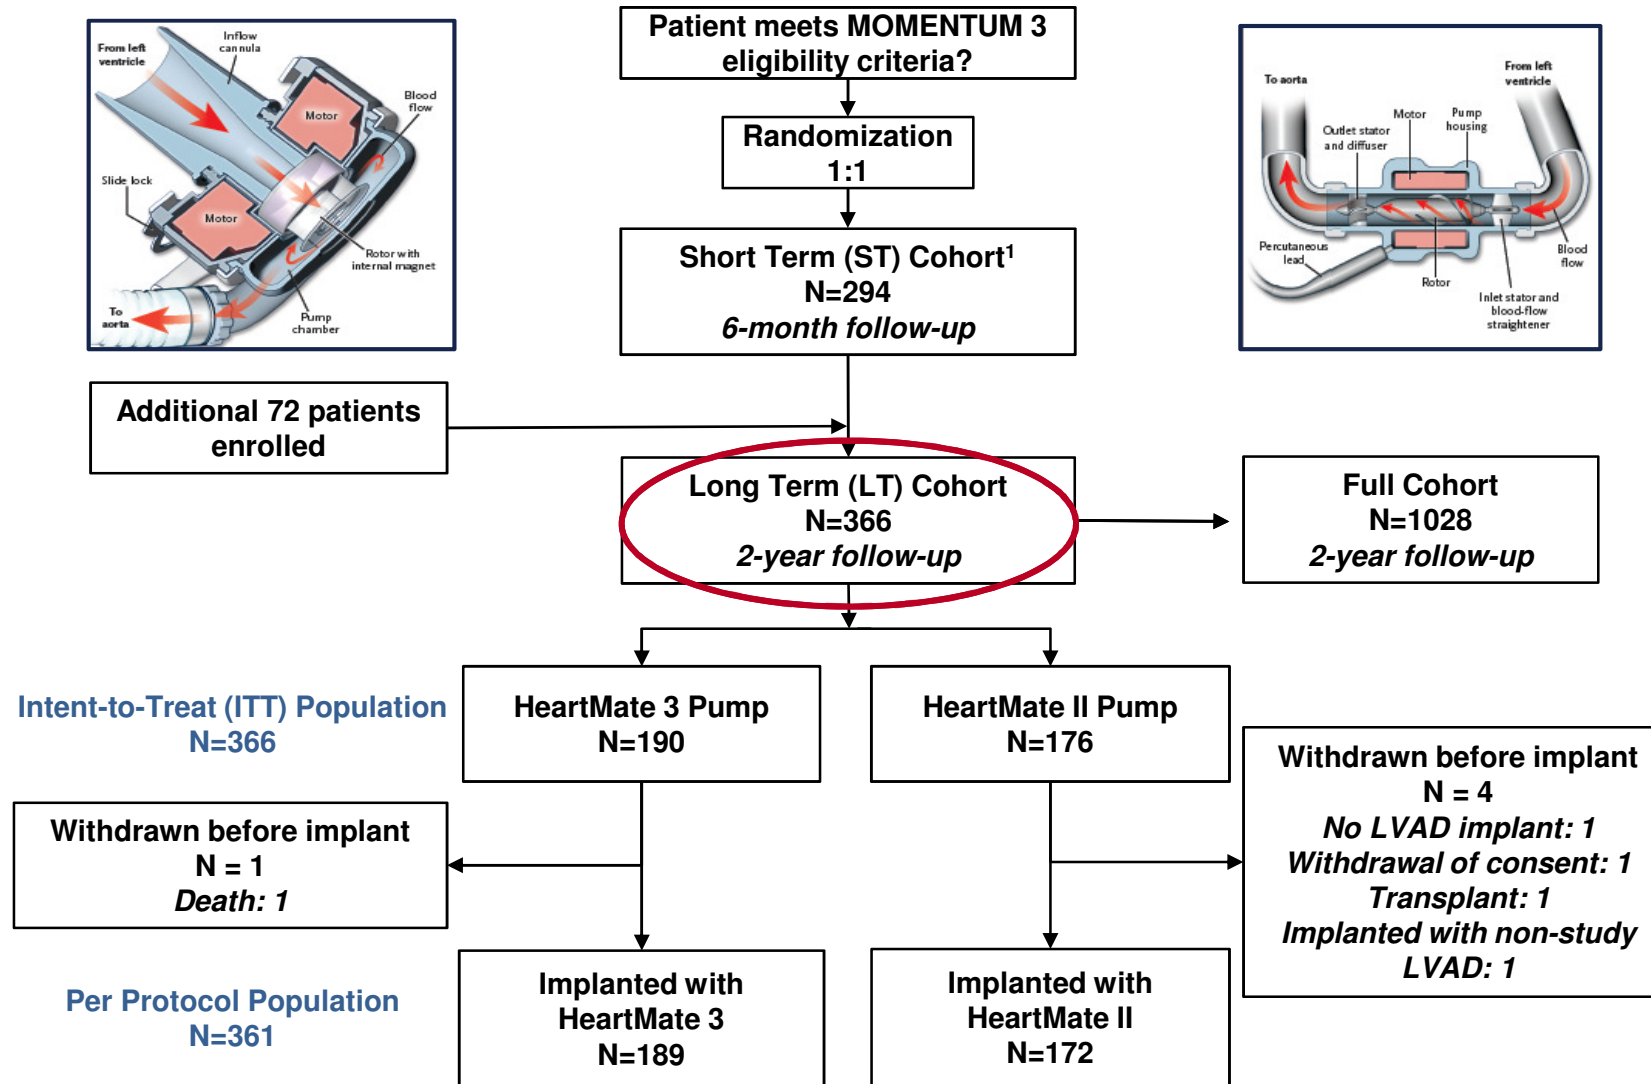 Patient meets MOMENTUM 3
eligibility criteria?
Randomization
1:1
Short Term (ST) Cohort¹
N=294
6-month follow-up
From left
ventricle
Inflow
cannula
Motor
Blood
flow
Slide lock
Motor
Rotor with
internal magnet
Pump
chamber
To
aorta
To aorta
From left
ventricle
Motor
Pump
housing
Outlet stator
and diffuser
Percutaneous
lead
Rotor
Blood
flow
Inlet stator and
blood-flow
straightener
Additional 72 patients
enrolled
Long Term (LT) Cohort
N=366
2-year follow-up
Full Cohort
N=1028
2-year follow-up
Intent-to-Treat (ITT) Population
N=366
HeartMate 3 Pump
N=190
HeartMate II Pump
N=176
Withdrawn before implant
N = 1
Death: 1
Withdrawn before implant
N = 4
No LVAD implant: 1
Withdrawal of consent: 1
Transplant: 1
Implanted with non-study
LVAD: 1
Per Protocol Population
N=361
Implanted with
HeartMate 3
N=189
Implanted with
HeartMate II
N=172